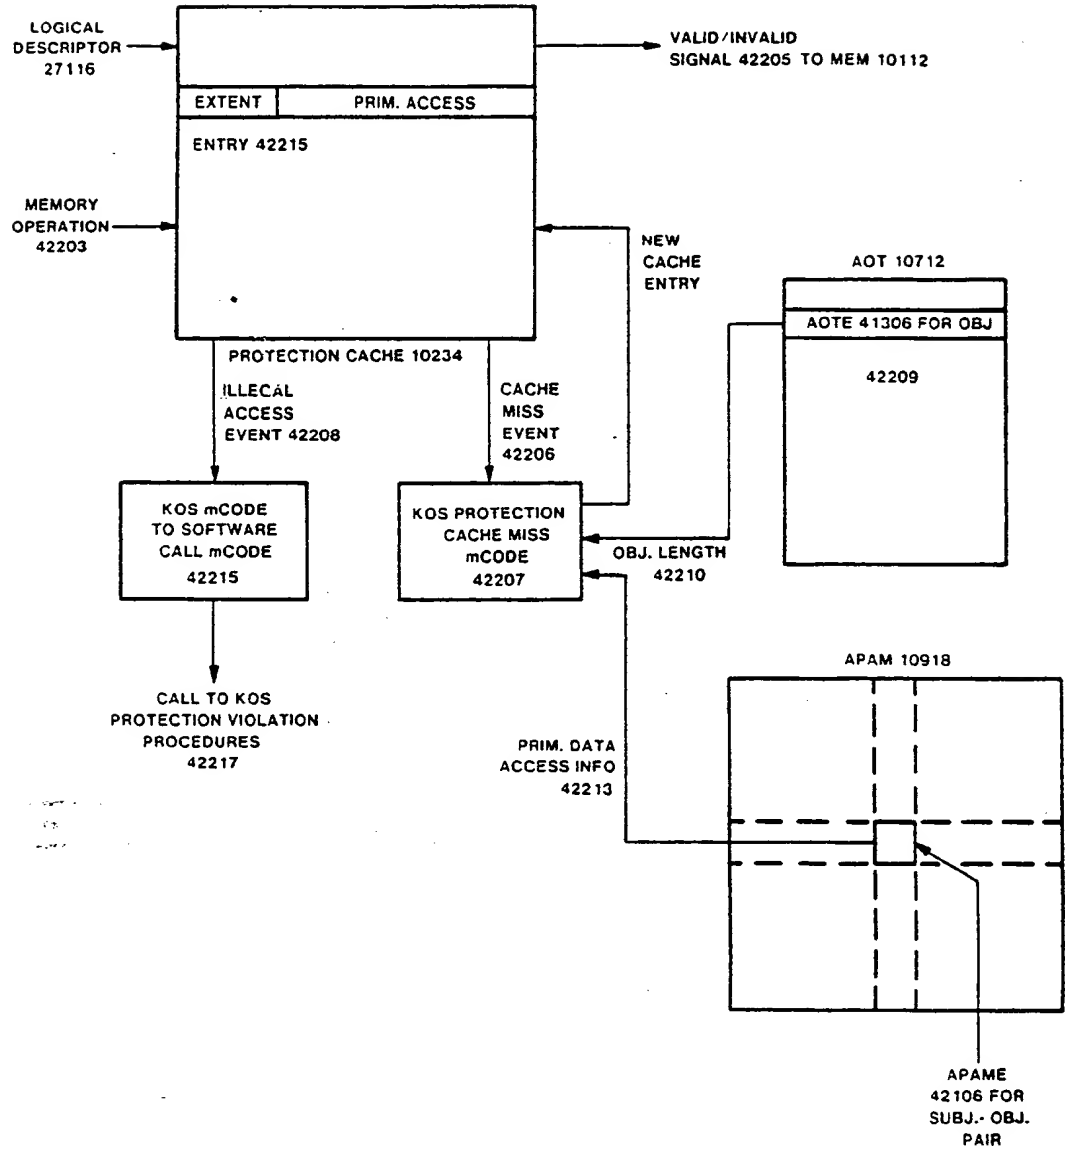 LOGICAL
DESCRIPTOR
27116
VALID/INVALID
SIGNAL 42205 TO MEM 10112
EXTENT
PRIM. ACCESS
ENTRY 42215
MEMORY
OPERATION
42203
NEW
CACHE
ENTRY
AOT 10712
AOTE 41306 FOR OBJ
42209
PROTECTION CACHE 10234
ILLEGAL
ACCESS
EVENT 42208
CACHE
MISS
EVENT
42206
KOS mCODE
TO SOFTWARE
CALL mCODE
42215
KOS PROTECTION
CACHE MISS
mCODE
42207
OBJ. LENGTH
42210
CALL TO KOS
PROTECTION VIOLATION
PROCEDURES
42217
APAM 10918
PRIM. DATA
ACCESS INFO
42213
APAME
42106 FOR
SUBJ.- OBJ.
PAIR